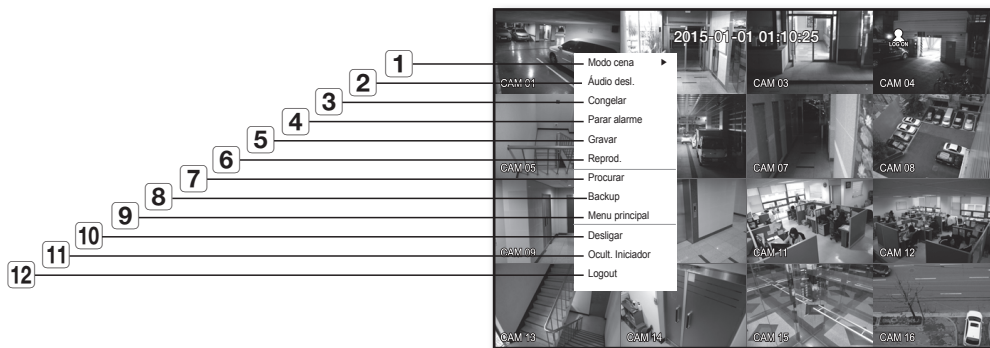 2015-01-01 01:10:25
LOG ON
CAM 01
CAM 03
CAM 04
1 Modo cena
2 Áudio desl.
3 Congelar
4 Parar alarme
5 Gravar
6 Reprod.
CAM 05
CAM 07
CAM 08
7 Procurar
8 Backup
9 Menu principal
10 Desligar
11 Ocult. Iniciador
12 Logout
CAM 09
CAM 11
CAM 12
CAM 13
CAM 14
CAM 15
CAM 16